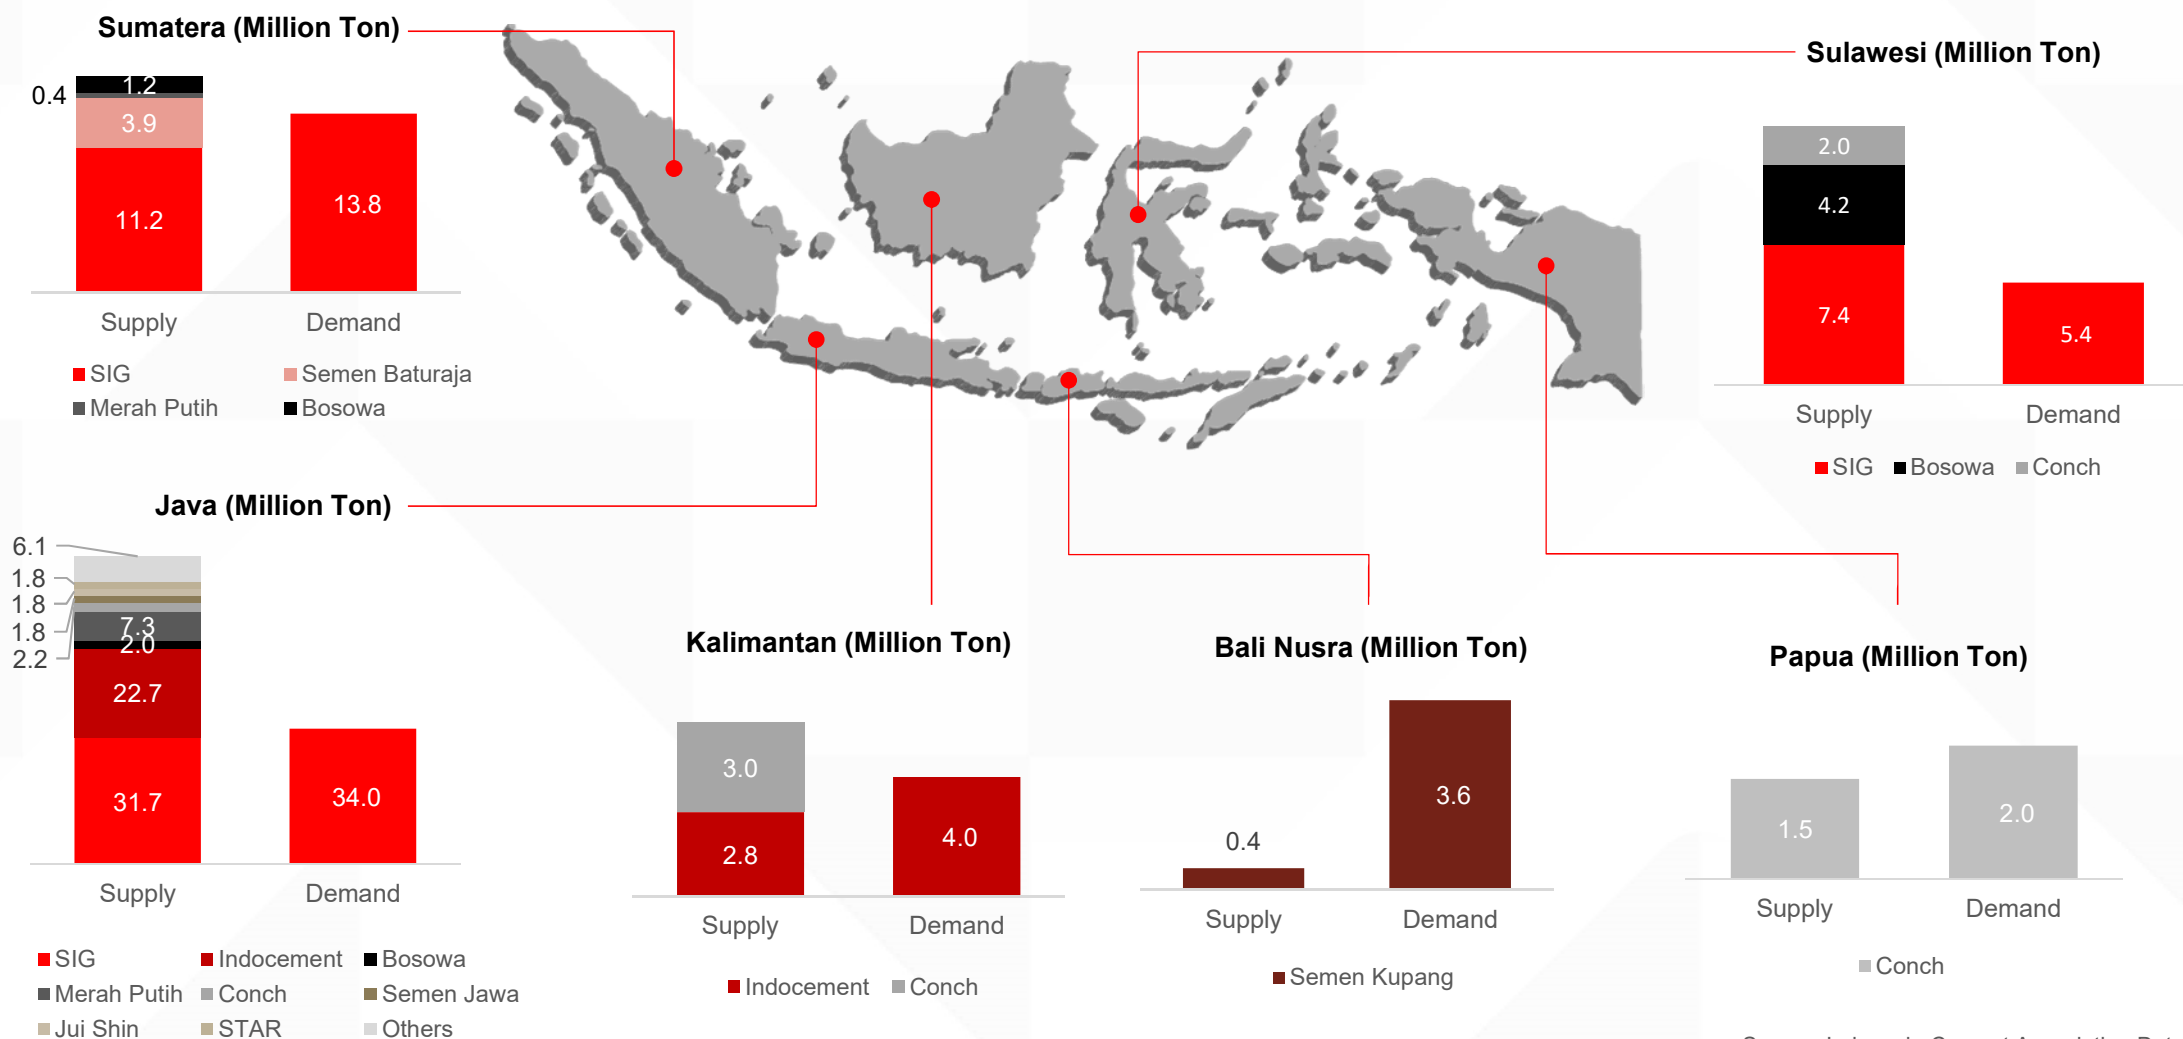 Sumatera (Million Ton)
1.2
0.4
3.9
11.2
13.8
Supply
Demand
SIG
Semen Baturaja
Merah Putih
Bosowa
Sulawesi (Million Ton)
2.0
4.2
7.4
5.4
Supply
Demand
SIG
Bosowa
Conch
Java (Million Ton)
6.1
1.8
1.8
1.8
2.2
7.3
2.0
22.7
31.7
34.0
Supply
Demand
SIG
Indocement
Bosowa
Merah Putih
Conch
Semen Jawa
Jui Shin
STAR
Others
Kalimantan (Million Ton)
3.0
2.8
4.0
Supply
Demand
Indocement
Conch
Bali Nusra (Million Ton)
0.4
3.6
Supply
Demand
Semen Kupang
Papua (Million Ton)
1.5
2.0
Supply
Demand
Conch